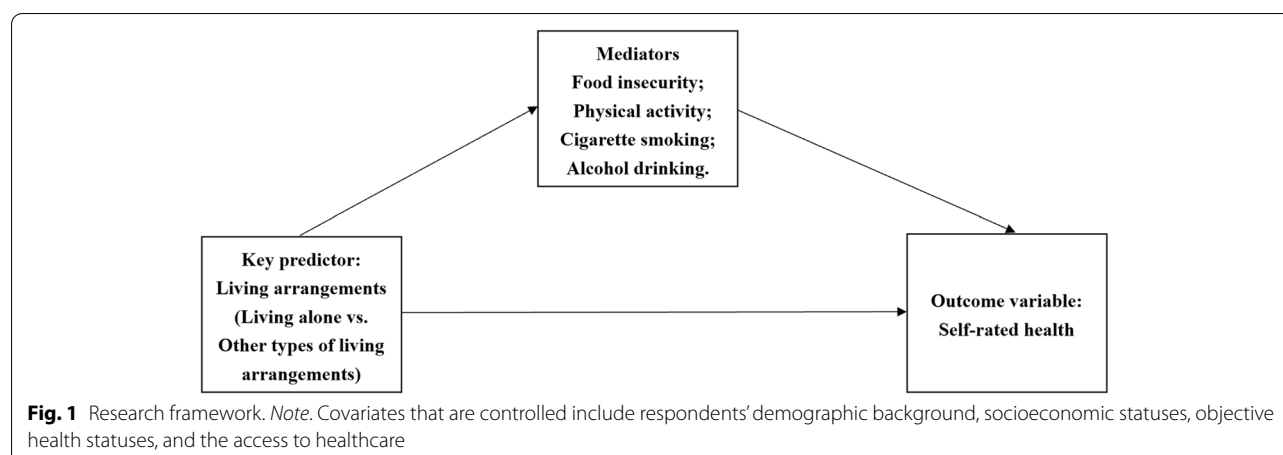 Mediators
Food insecurity;
Physical activity;
Cigarette smoking;
Alcohol drinking.
Key predictor:
Living arrangements
(Living alone vs.
Other types of living
arrangements)
Outcome variable:
Self-rated health
Fig. 1 Research framework. Note. Covariates that are controlled include respondents’ demographic background, socioeconomic statuses, objective
health statuses, and the access to healthcare